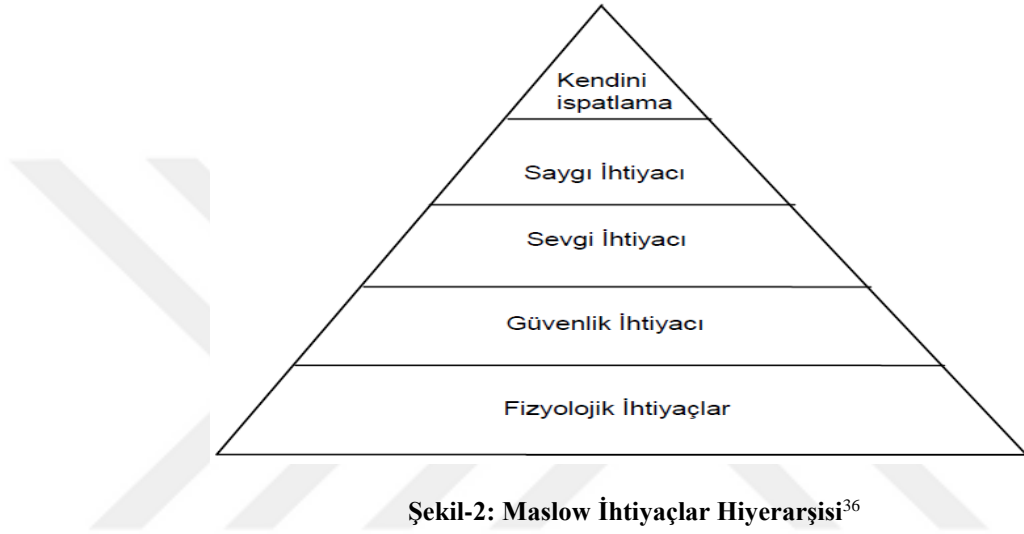 Kendini
ispatlama
Saygı İhtiyacı
Sevgi İhtiyacı
Güvenlik İhtiyacı
Fizyolojik İhtiyaçlar
Şekil-2: Maslow İhtiyaçlar Hiyerarşisi³⁶